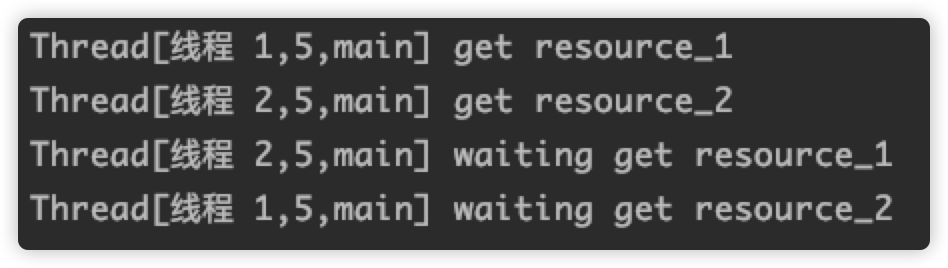 Thread[线程 1,5,main] get resource_1
Thread[线程 2,5,main] get resource_2
Thread[线程 2,5,main] waiting get resource_1
Thread[线程 1,5,main] waiting get resource_2